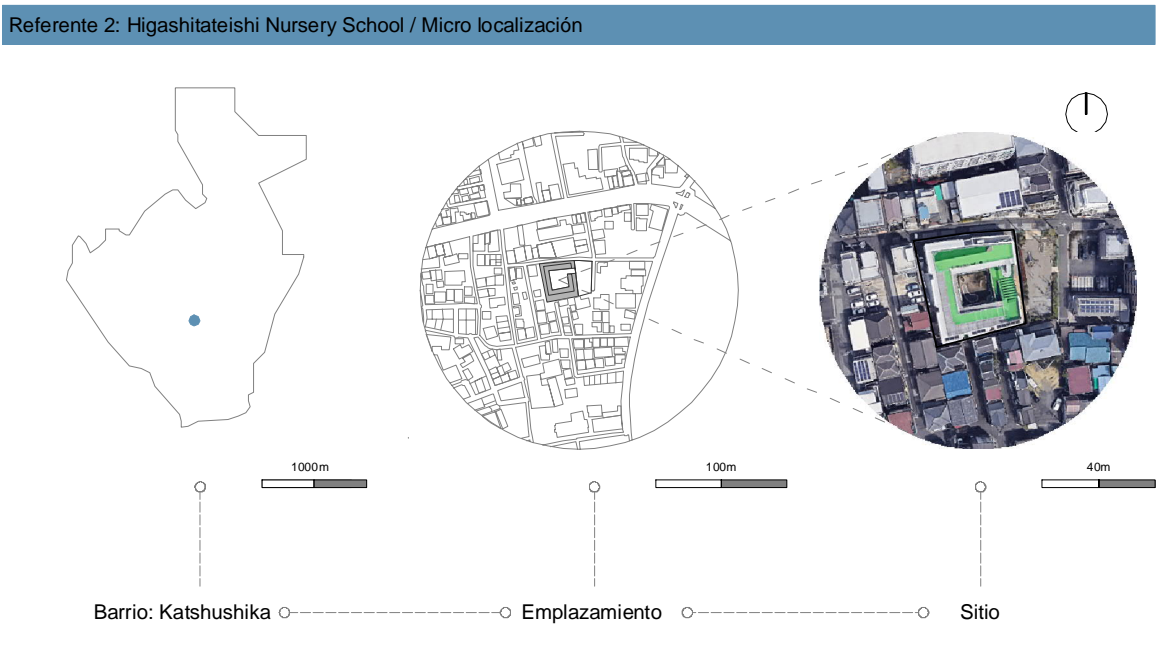 Referente 2: Higashitateishi Nursery School / Micro localización
1000m
100m
40m
Barrio: Katshushika
Emplazamiento
Sitio